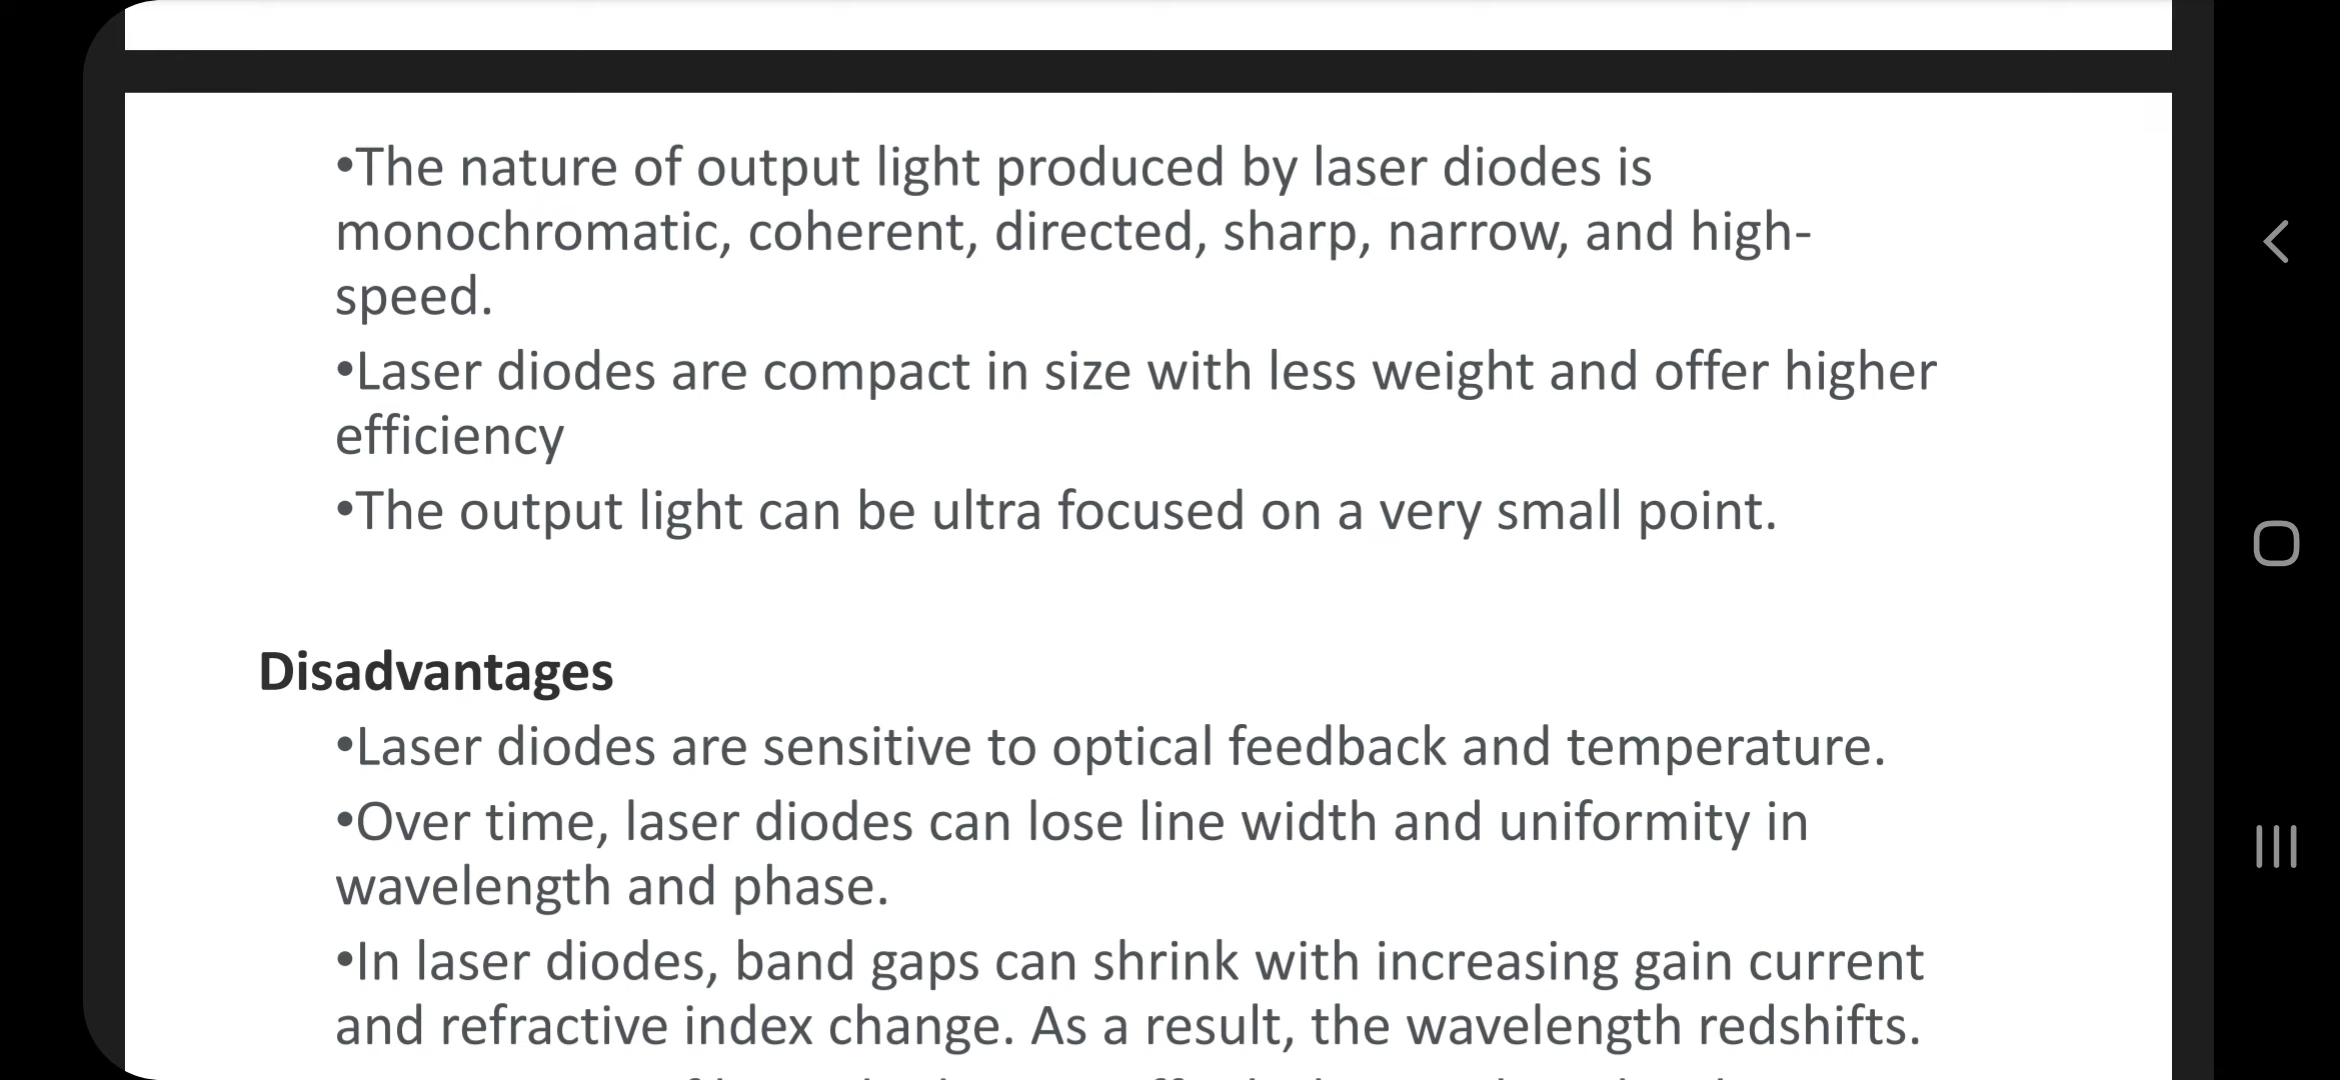 •The nature of output light produced by laser diodes is
monochromatic, coherent, directed, sharp, narrow, and high-
speed.
•Laser diodes are compact in size with less weight and offer higher
efficiency
•The output light can be ultra focused on a very small point.
Disadvantages
•Laser diodes are sensitive to optical feedback and temperature.
•Over time, laser diodes can lose line width and uniformity in
wavelength and phase.
•In laser diodes, band gaps can shrink with increasing gain current
and refractive index change. As a result, the wavelength redshifts.